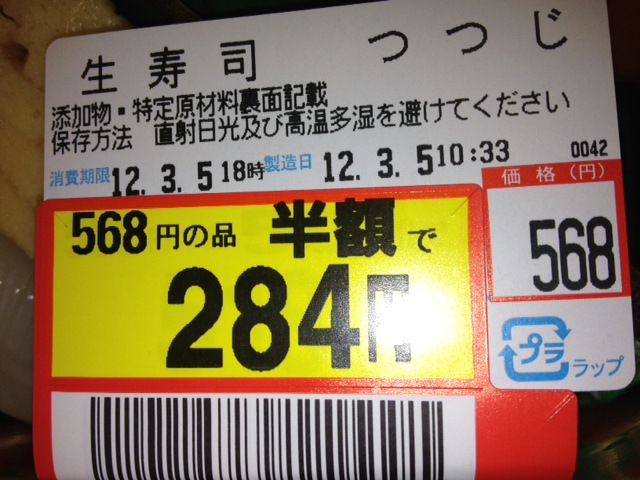 生寿司 つつじ
添加物・特定原材料裏面記載
保存方法 直射日光及び高温多湿を避けてください
消費期限 12. 3. 5 18時 製造日 12. 3. 5 10:33 0042
価格(円)
568円の品 半額で
568
284円
プラ ラップ